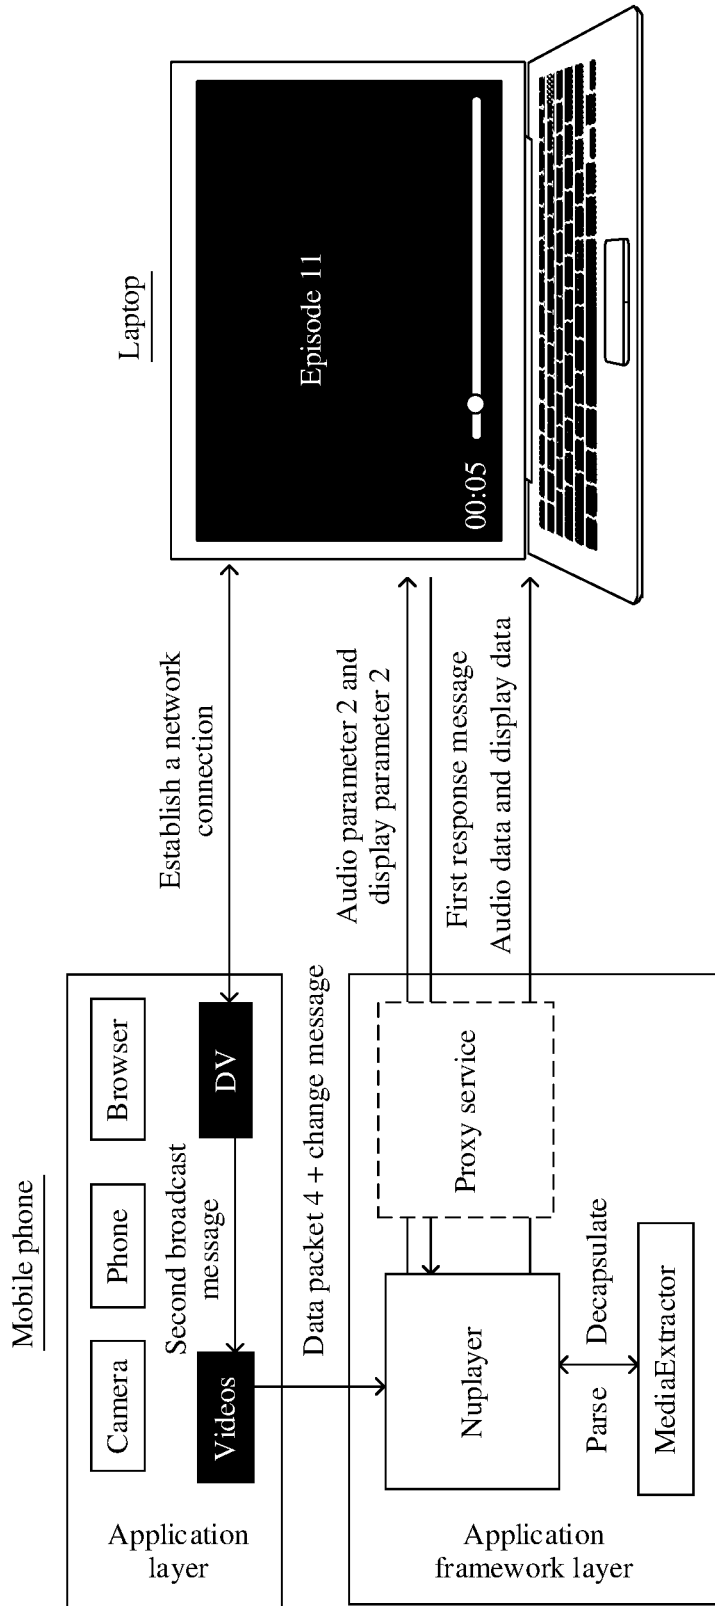 Mobile phone
Laptop
Application
layer
Camera
Phone
Browser
Videos
Second broadcast
message
DV
Establish a network
connection
Data packet 4 + change message
Application
framework layer
Nuplayer
Proxy service
Audio parameter 2 and
display parameter 2
First response message
Audio data and display data
Parse
Decapsulate
MediaExtractor
Episode 11
00:05